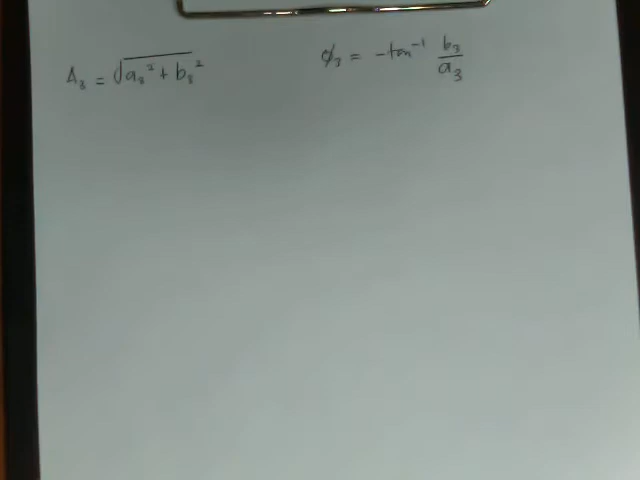 A₃ = √(a₃² + b₃²)
φ₃ = -tan⁻¹ b₃/a₃